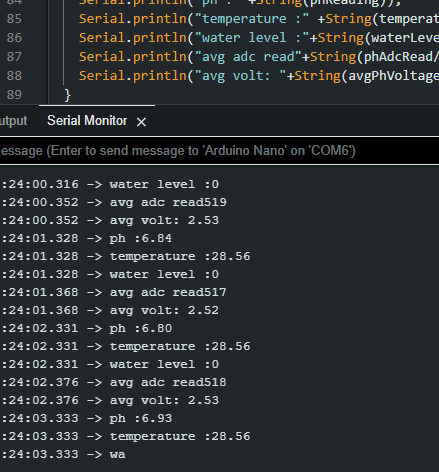 84 Serial.println("ph : "+String(phReading));
85 Serial.println("temperature :" +String(temperat
86 Serial.println("water level :"+String(waterLeve
87 Serial.println("avg adc read"+String(phAdcRead/
88 Serial.println("avg volt: "+String(avgPhVoltage
89 }
utput Serial Monitor ×
essage (Enter to send message to 'Arduino Nano' on 'COM6')
:24:00.316 -> water level :0
:24:00.352 -> avg adc read519
:24:00.352 -> avg volt: 2.53
:24:01.328 -> ph :6.84
:24:01.328 -> temperature :28.56
:24:01.328 -> water level :0
:24:01.368 -> avg adc read517
:24:01.368 -> avg volt: 2.52
:24:02.331 -> ph :6.80
:24:02.331 -> temperature :28.56
:24:02.331 -> water level :0
:24:02.376 -> avg adc read518
:24:02.376 -> avg volt: 2.53
:24:03.333 -> ph :6.93
:24:03.333 -> temperature :28.56
:24:03.333 -> wa